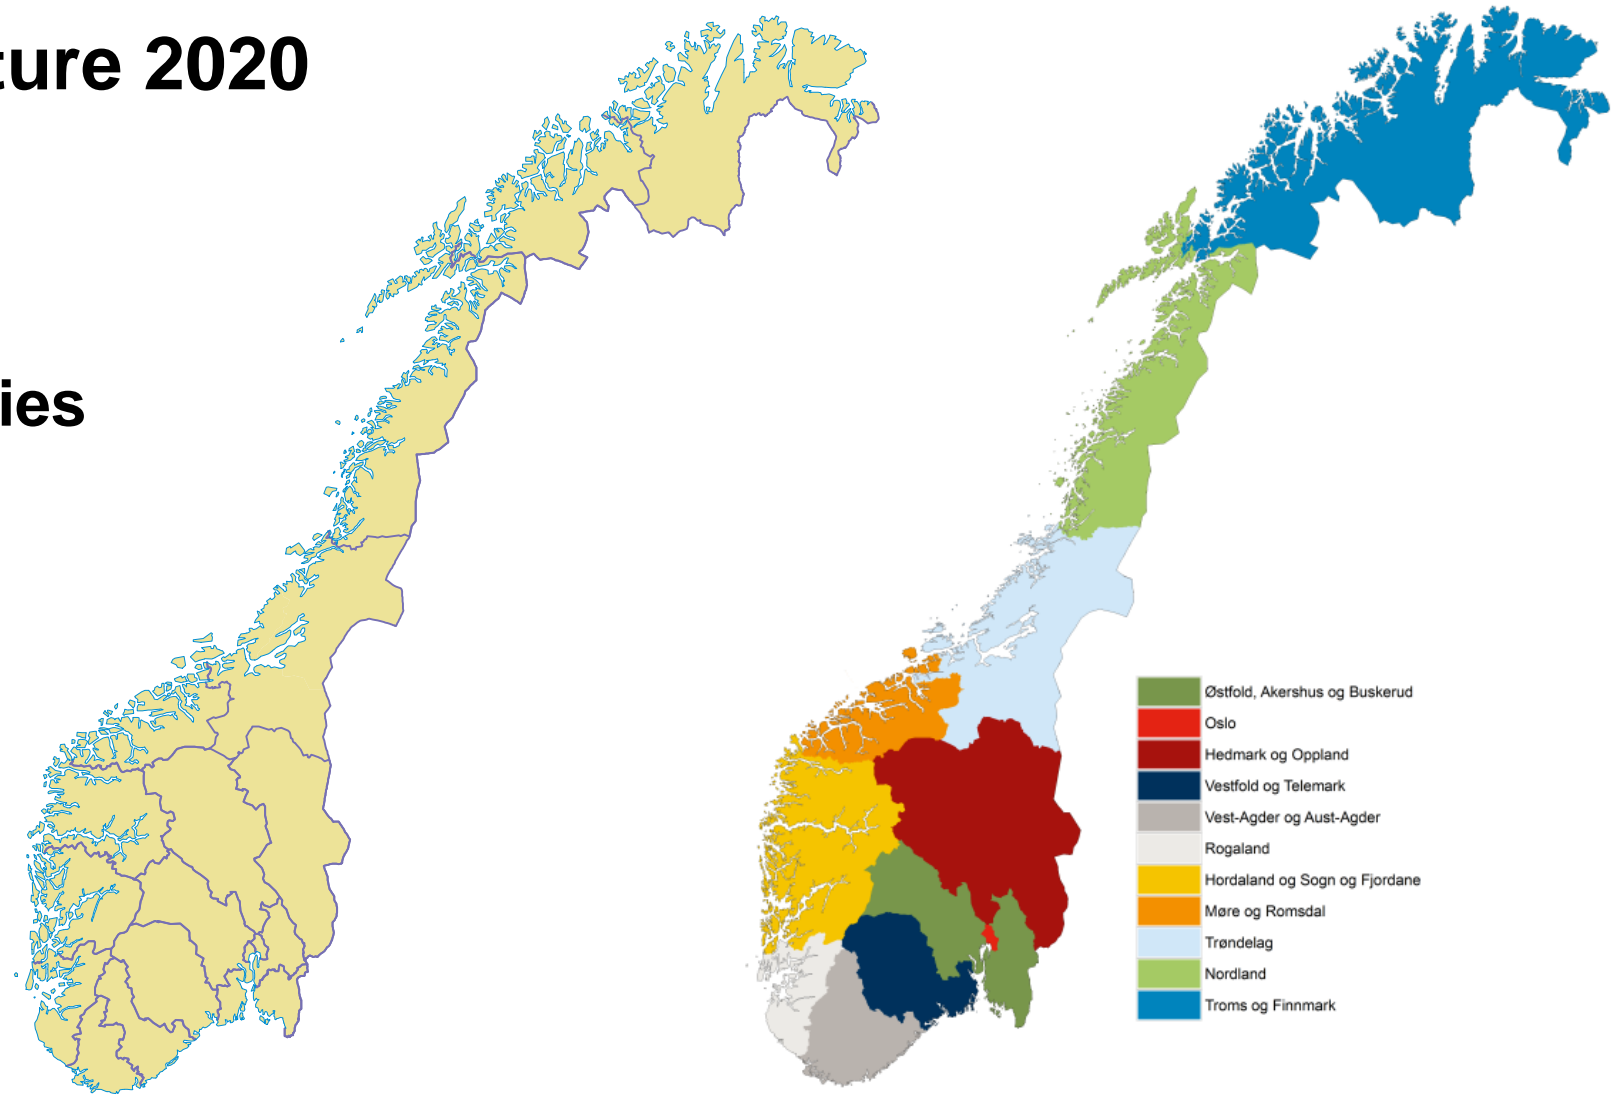 ture 2020
ies
Østfold, Akershus og Buskerud
Oslo
Hedmark og Oppland
Vestfold og Telemark
Vest-Agder og Aust-Agder
Rogaland
Hordaland og Sogn og Fjordane
Møre og Romsdal
Trøndelag
Nordland
Troms og Finnmark